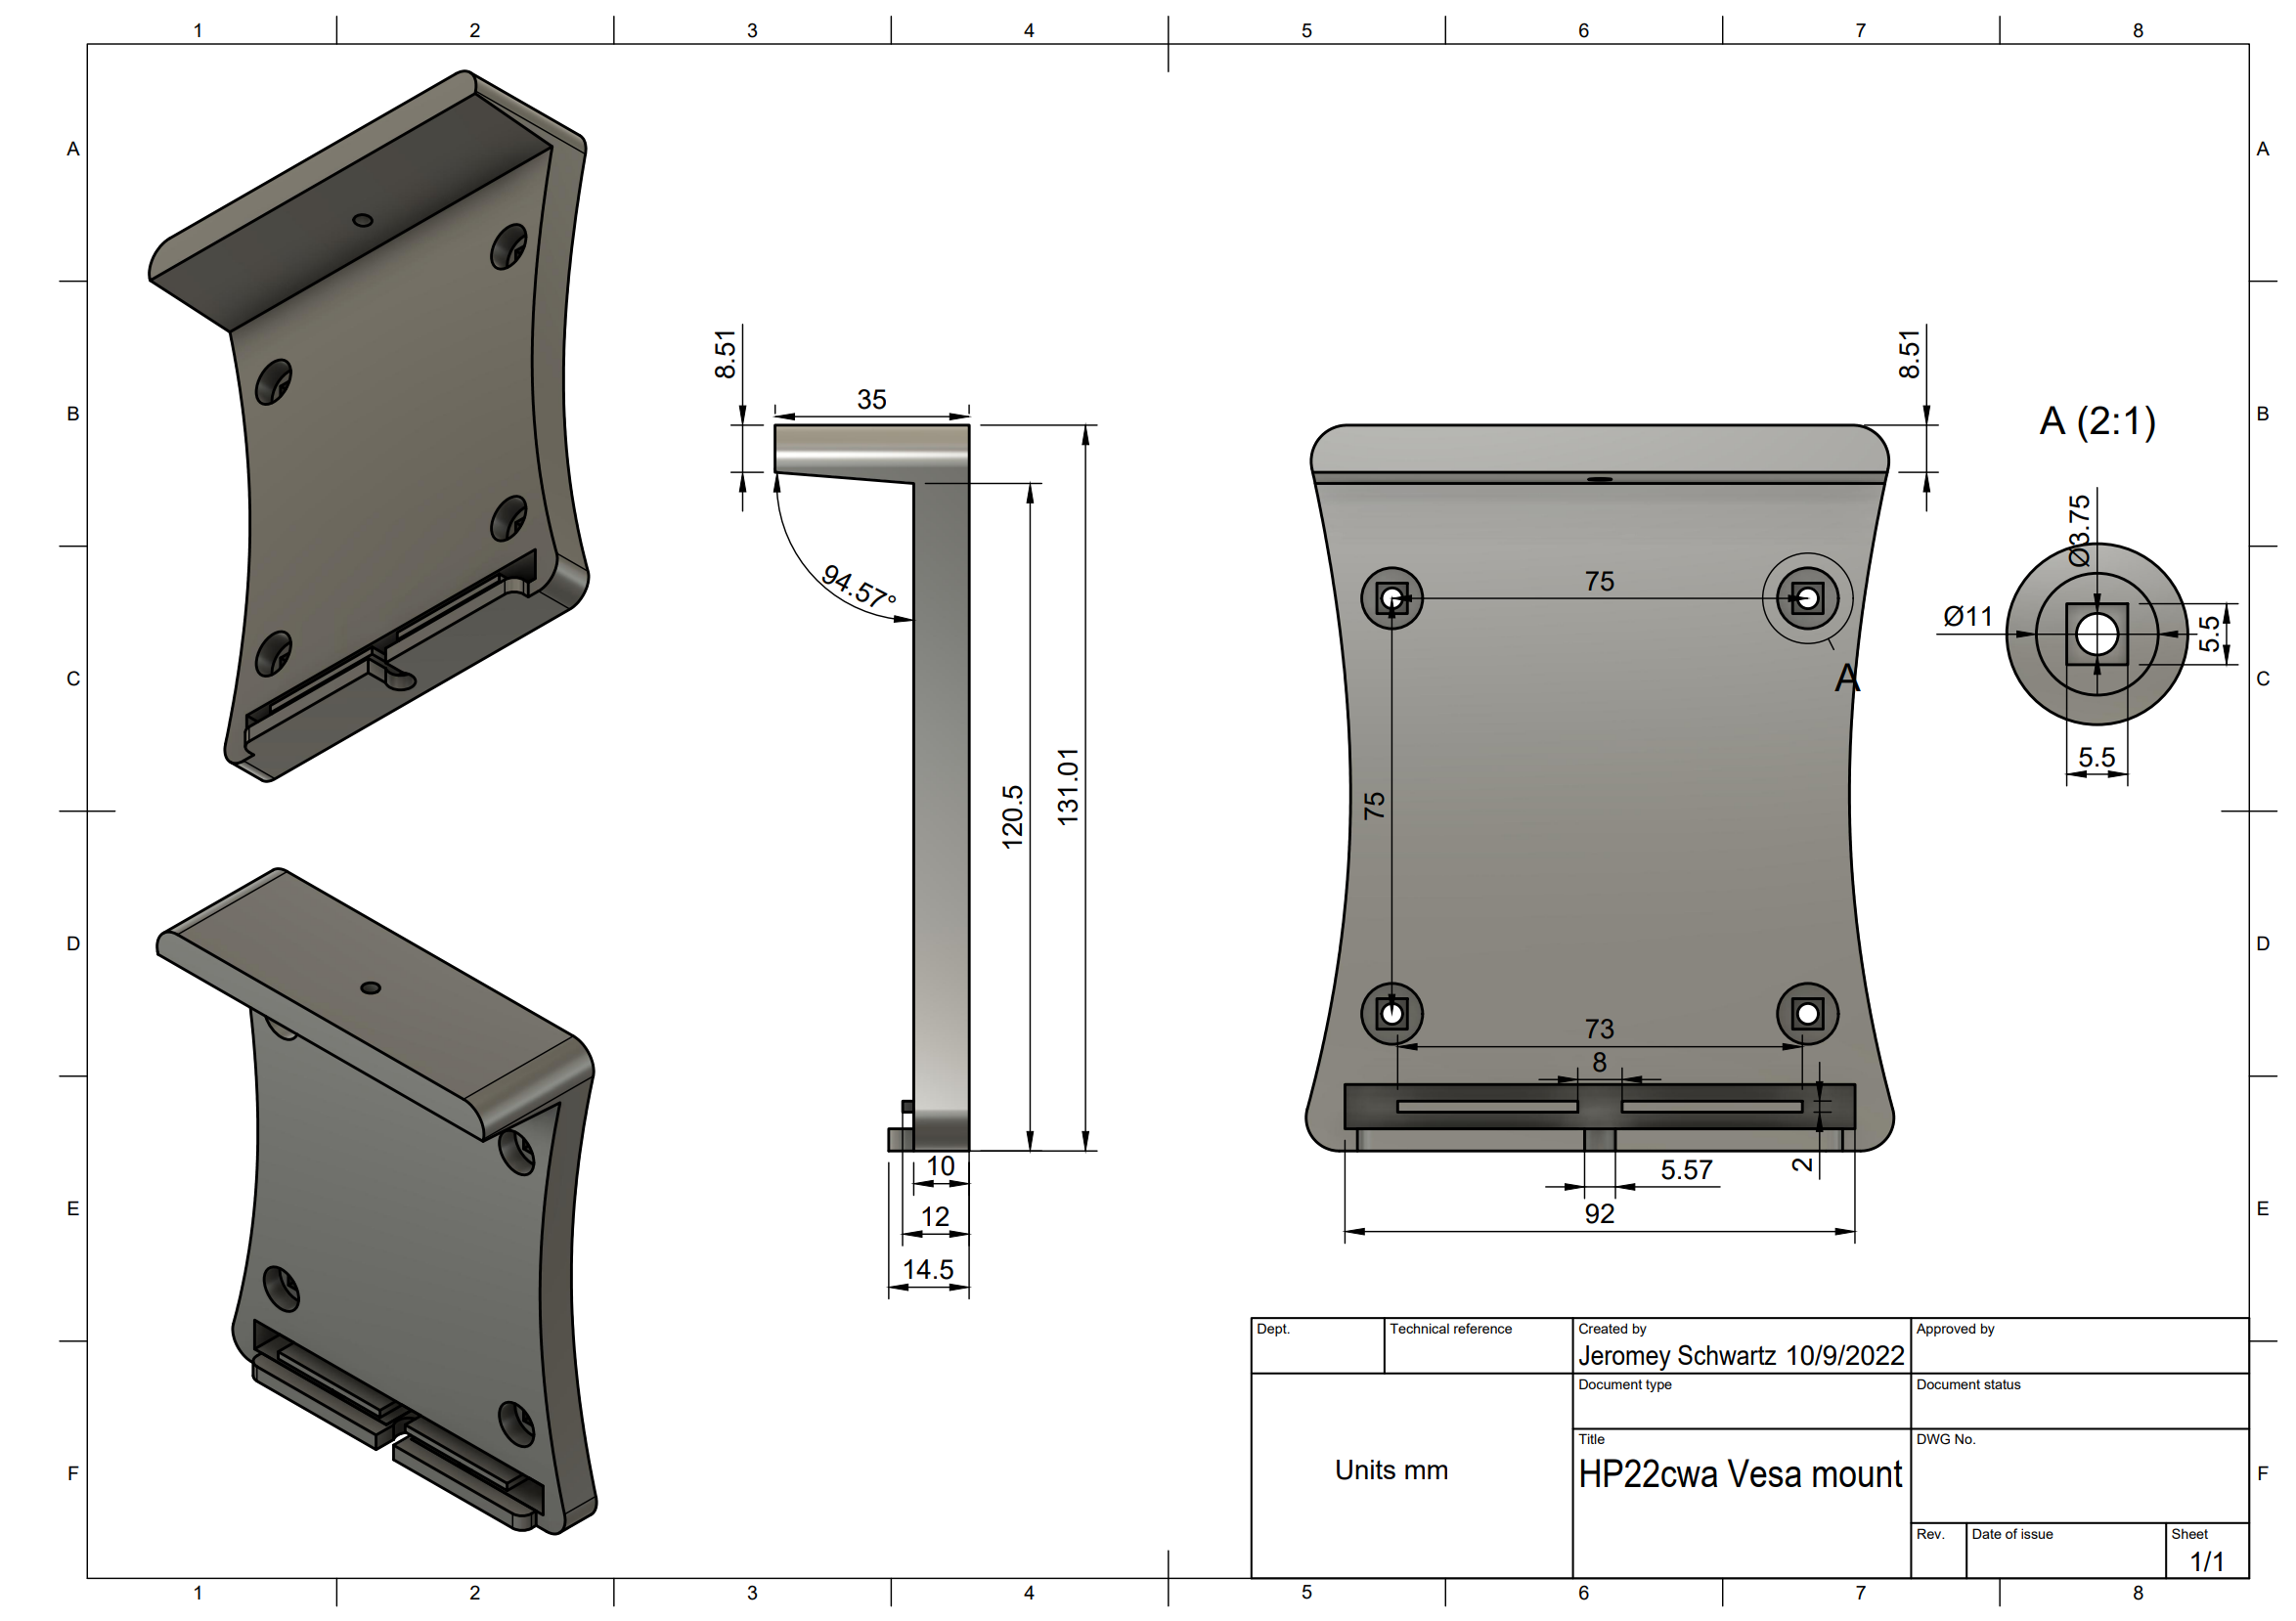 1 2 3 4 5 6 7 8
A A
B B
C C
D D
E E
F F
8.51
35
94.57°
120.5
131.01
10
12
14.5
8.51
75
75
A
73
8
2
5.57
92
A (2:1)
Ø3.75
Ø11
5.5
5.5
Dept. Technical reference Created by Approved by
Jeromey Schwartz 10/9/2022
Document type Document status
Units mm
Title DWG No.
HP22cwa Vesa mount
Rev. Date of issue Sheet
1/1
1 2 3 4 5 6 7 8